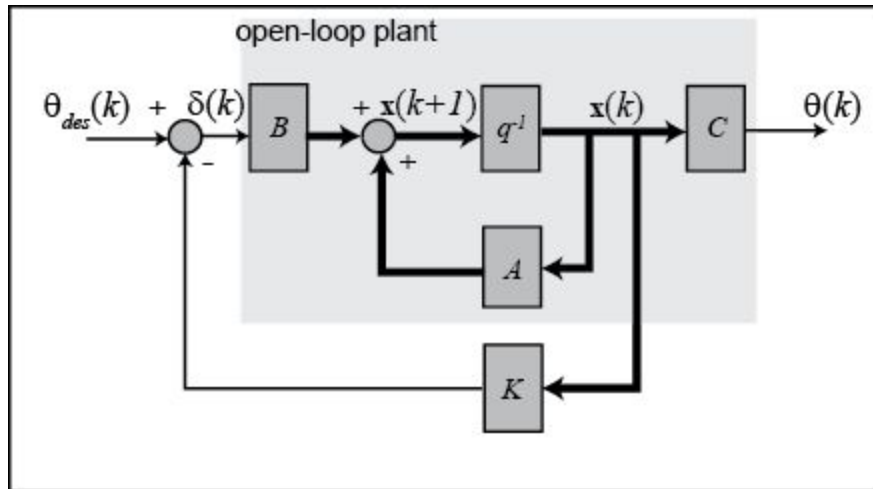 open-loop plant
θdes(k) + δ(k) B + x(k+1) q-1 x(k) C θ(k)
- +
A
K